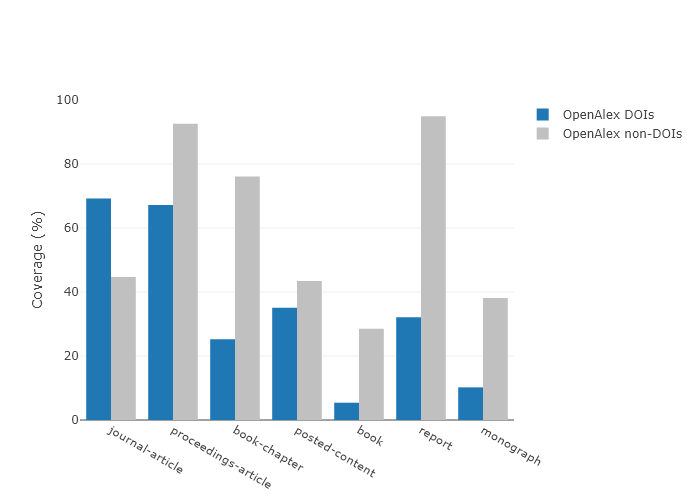 100
80
60
40
20
0
Coverage (%)
journal-article
proceedings-article
book-chapter
posted-content
book
report
monograph
OpenAlex DOIs
OpenAlex non-DOIs